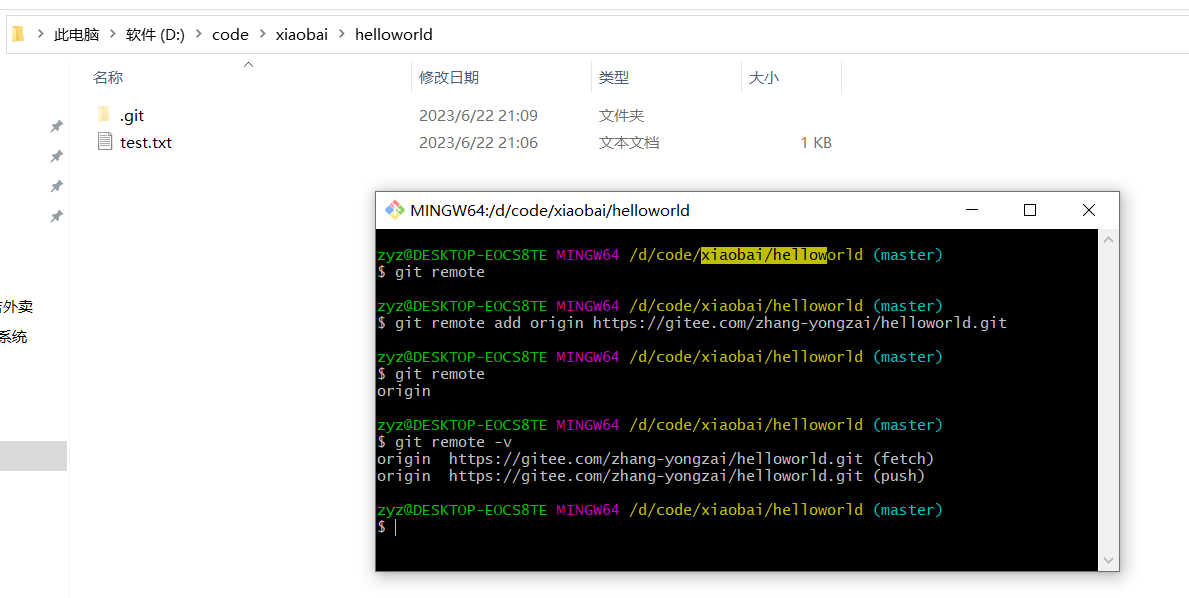 此电脑 > 软件 (D:) > code > xiaobai > helloworld
名称 修改日期 类型 大小
.git 2023/6/22 21:09 文件夹
test.txt 2023/6/22 21:06 文本文档 1 KB
外卖
系统
MINGW64:/d/code/xiaobai/helloworld
zyz@DESKTOP-EOCS8TE MINGW64 /d/code/xiaobai/helloworld (master)
$ git remote
zyz@DESKTOP-EOCS8TE MINGW64 /d/code/xiaobai/helloworld (master)
$ git remote add origin https://gitee.com/zhang-yongzai/helloworld.git
zyz@DESKTOP-EOCS8TE MINGW64 /d/code/xiaobai/helloworld (master)
$ git remote
origin
zyz@DESKTOP-EOCS8TE MINGW64 /d/code/xiaobai/helloworld (master)
$ git remote -v
origin  https://gitee.com/zhang-yongzai/helloworld.git (fetch)
origin  https://gitee.com/zhang-yongzai/helloworld.git (push)
zyz@DESKTOP-EOCS8TE MINGW64 /d/code/xiaobai/helloworld (master)
$